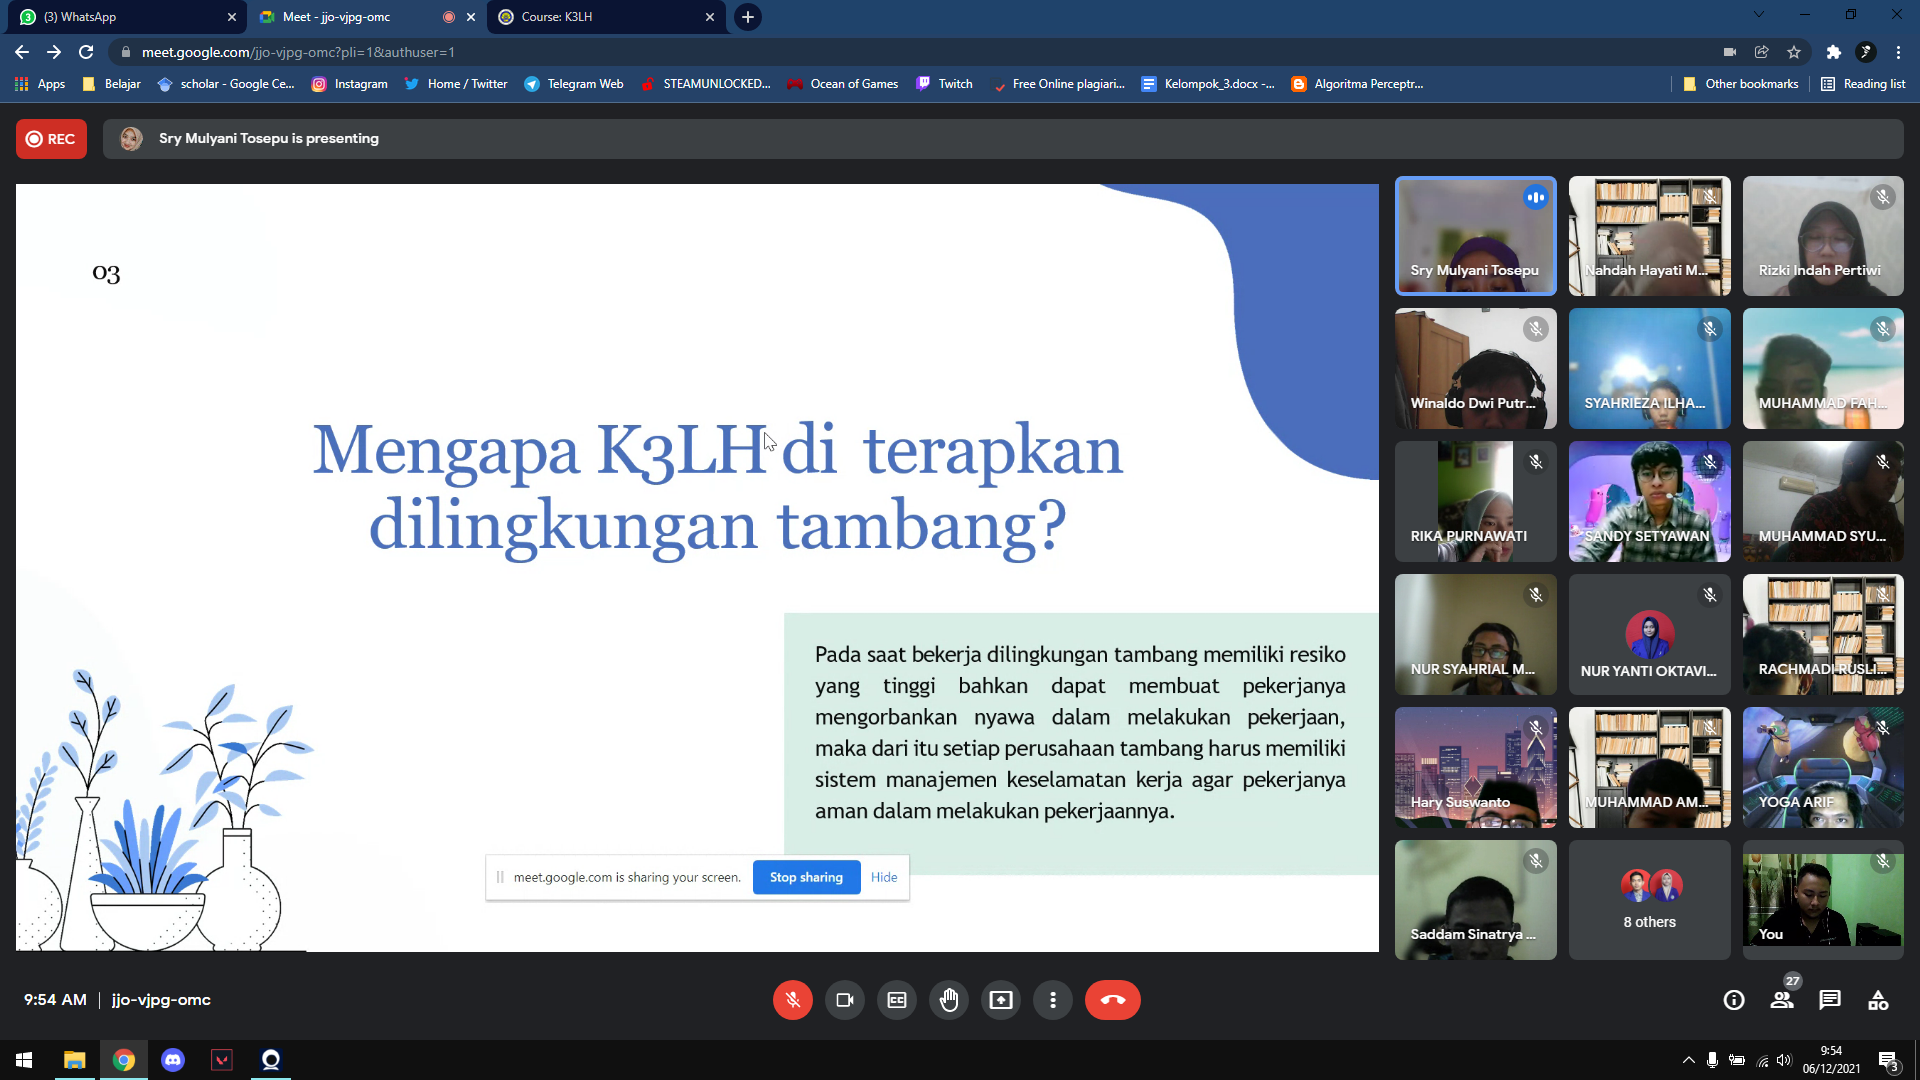 (3) WhatsApp
Meet - jjo-vjpg-omc
Course: K3LH
meet.google.com/jjo-vjpg-omc?pli=1&authuser=1
Apps
Belajar
scholar - Google Ce...
Instagram
Home / Twitter
Telegram Web
STEAMUNLOCKED...
Ocean of Games
Twitch
Free Online plagiari...
Kelompok_3.docx -...
Algoritma Perceptr...
Other bookmarks
Reading list
REC
Sry Mulyani Tosepu is presenting
03
Mengapa K3LH di terapkan
dilingkungan tambang?
Pada saat bekerja dilingkungan tambang memiliki resiko
yang tinggi bahkan dapat membuat pekerjanya
mengorbankan nyawa dalam melakukan pekerjaan,
maka dari itu setiap perusahaan tambang harus memiliki
sistem manajemen keselamatan kerja agar pekerjanya
aman dalam melakukan pekerjaannya.
meet.google.com is sharing your screen.
Stop sharing
Hide
Sry Mulyani Tosepu
Nahdah Hayati M...
Rizki Indah Pertiwi
Winaldo Dwi Putr...
SYAHRIEZA ILHA...
MUHAMMAD FAH...
RIKA PURNAWATI
SANDY SETYAWAN
MUHAMMAD SYU...
NUR SYAHRIAL M...
NUR YANTI OKTAVI...
RACHMADI RUSLI...
Hary Suswanto
MUHAMMAD AM...
YOGA ARIF
Saddam Sinatrya ...
8 others
You
9:54 AM | jjo-vjpg-omc
27
9:54
06/12/2021
3